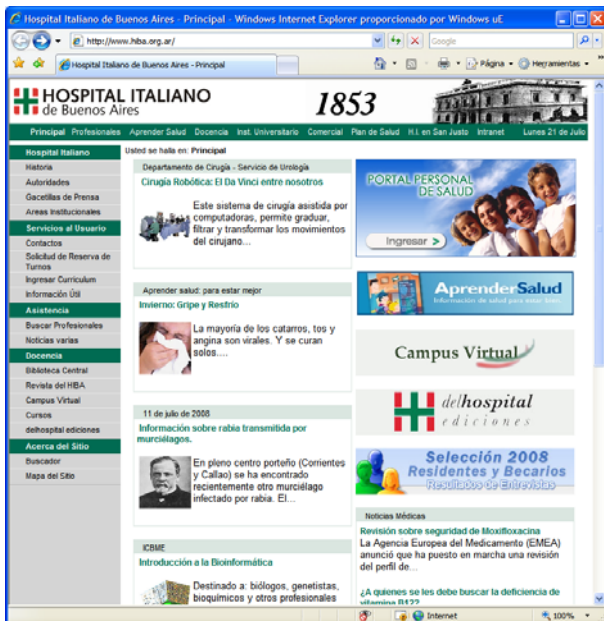 Hospital Italiano de Buenos Aires - Principal - Windows Internet Explorer proporcionado por Windows uE
http://www.hiba.org.ar/
Google
Hospital Italiano de Buenos Aires - Principal
Página
Herramientas
HOSPITAL ITALIANO
de Buenos Aires
1853
Principal Profesionales Aprender Salud Docencia Inst. Universitario Comercial Plan de Salud H.I. en San Justo Intranet Lunes 21 de Julio
Hospital Italiano
Historia
Autoridades
Gacetillas de Prensa
Areas Institucionales
Servicios al Usuario
Contactos
Solicitud de Reserva de
Turnos
Ingresar Curriculum
Información Útil
Asistencia
Buscar Profesionales
Noticias varias
Docencia
Biblioteca Central
Revista del HIBA
Campus Virtual
Cursos
delhospital ediciones
Acerca del Sitio
Buscador
Mapa del Sitio
Usted se halla en: Principal
Departamento de Cirugía - Servicio de Urología
Cirugía Robótica: El Da Vinci entre nosotros
Este sistema de cirugía asistida por
computadoras, permite graduar,
filtrar y transformar los movimientos
del cirujano...
Aprender salud: para estar mejor
Invierno: Gripe y Resfrío
La mayoría de los catarros, tos y
angina son virales. Y se curan
solos....
11 de julio de 2008
Información sobre rabia transmitida por
murciélagos.
En pleno centro porteño (Corrientes
y Callao) se ha encontrado
recientemente otro murciélago
infectado por rabia. El...
ICBME
Introducción a la Bioinformática
Destinado a: biólogos, genetistas,
bioquímicos y otros profesionales
PORTAL PERSONAL
DE SALUD
Ingresar >
AprenderSalud
Información de salud para estar bien
Campus Virtual
delhospital
ediciones
Selección 2008
Residentes y Becarios
Resultados de Entrevistas
Noticias Médicas
Revisión sobre seguridad de Moxifloxacina
La Agencia Europea del Medicamento (EMEA)
anunció que ha puesto en marcha una revisión
del perfil de...
¿A quienes se les debe buscar la deficiencia de
vitamina B12?
Internet
100%